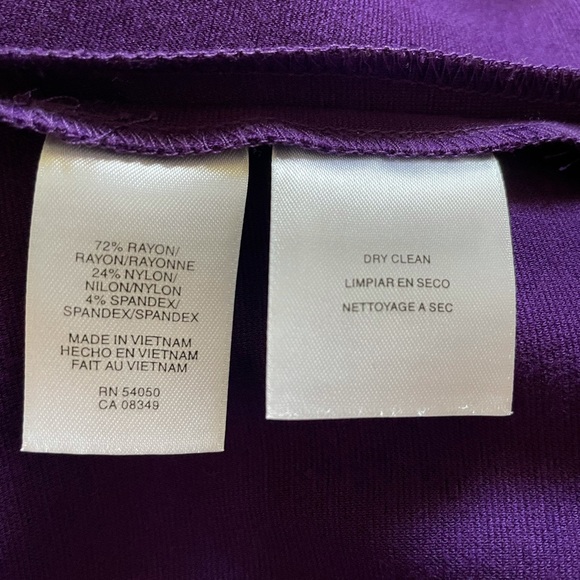 72% RAYON/
RAYON/RAYONNE
24% NYLON/
NILON/NYLON
4% SPANDEX/
SPANDEX/SPANDEX
MADE IN VIETNAM
HECHO EN VIETNAM
FAIT AU VIETNAM
RN 54050
CA 08349
DRY CLEAN
LIMPIAR EN SECO
NETTOYAGE A SEC